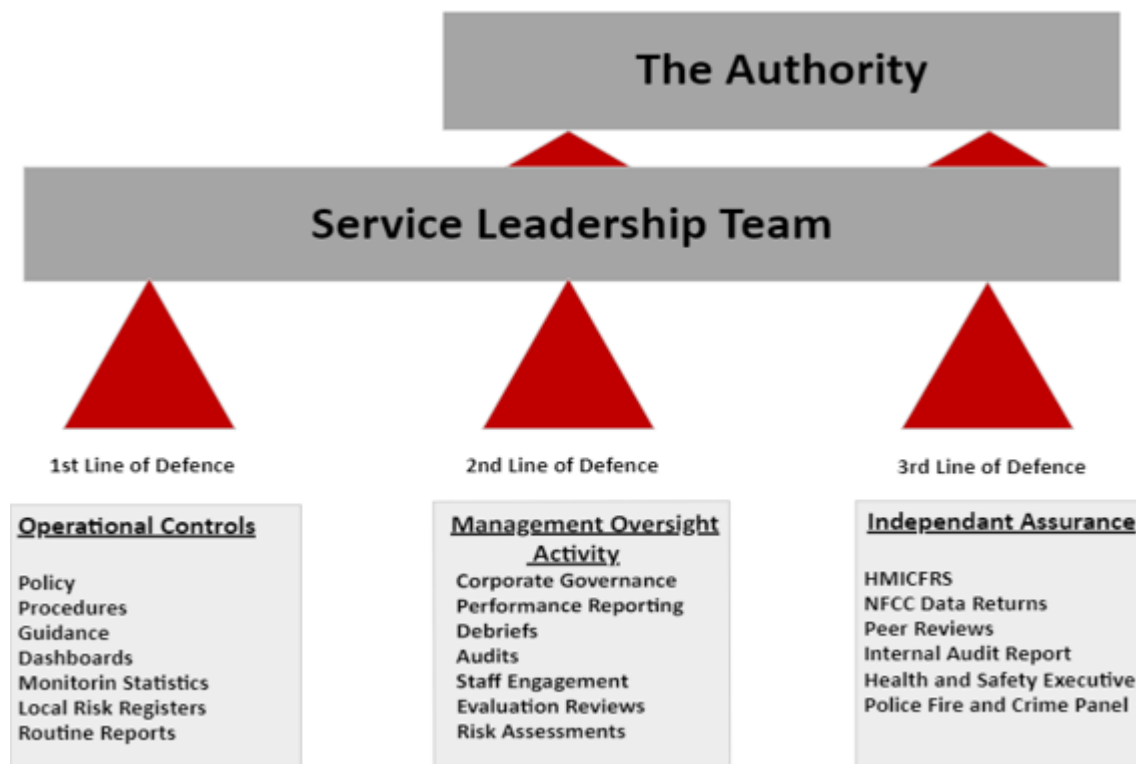 The Authority
Service Leadership Team
1st Line of Defence
2nd Line of Defence
3rd Line of Defence
Operational Controls
Policy
Procedures
Guidance
Dashboards
Monitorin Statistics
Local Risk Registers
Routine Reports
Management Oversight
Activity
Corporate Governance
Performance Reporting
Debriefs
Audits
Staff Engagement
Evaluation Reviews
Risk Assessments
Independant Assurance
HMICFRS
NFCC Data Returns
Peer Reviews
Internal Audit Report
Health and Safety Executive
Police Fire and Crime Panel